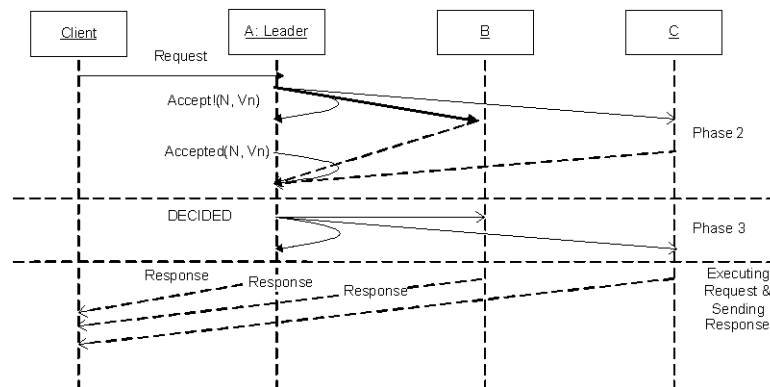 Client
A: Leader
B
C
Request
Accept!(N, Vn)
Phase 2
Accepted(N, Vn)
DECIDED
Phase 3
Response
Response
Response
Executing
Request &
Sending
Response